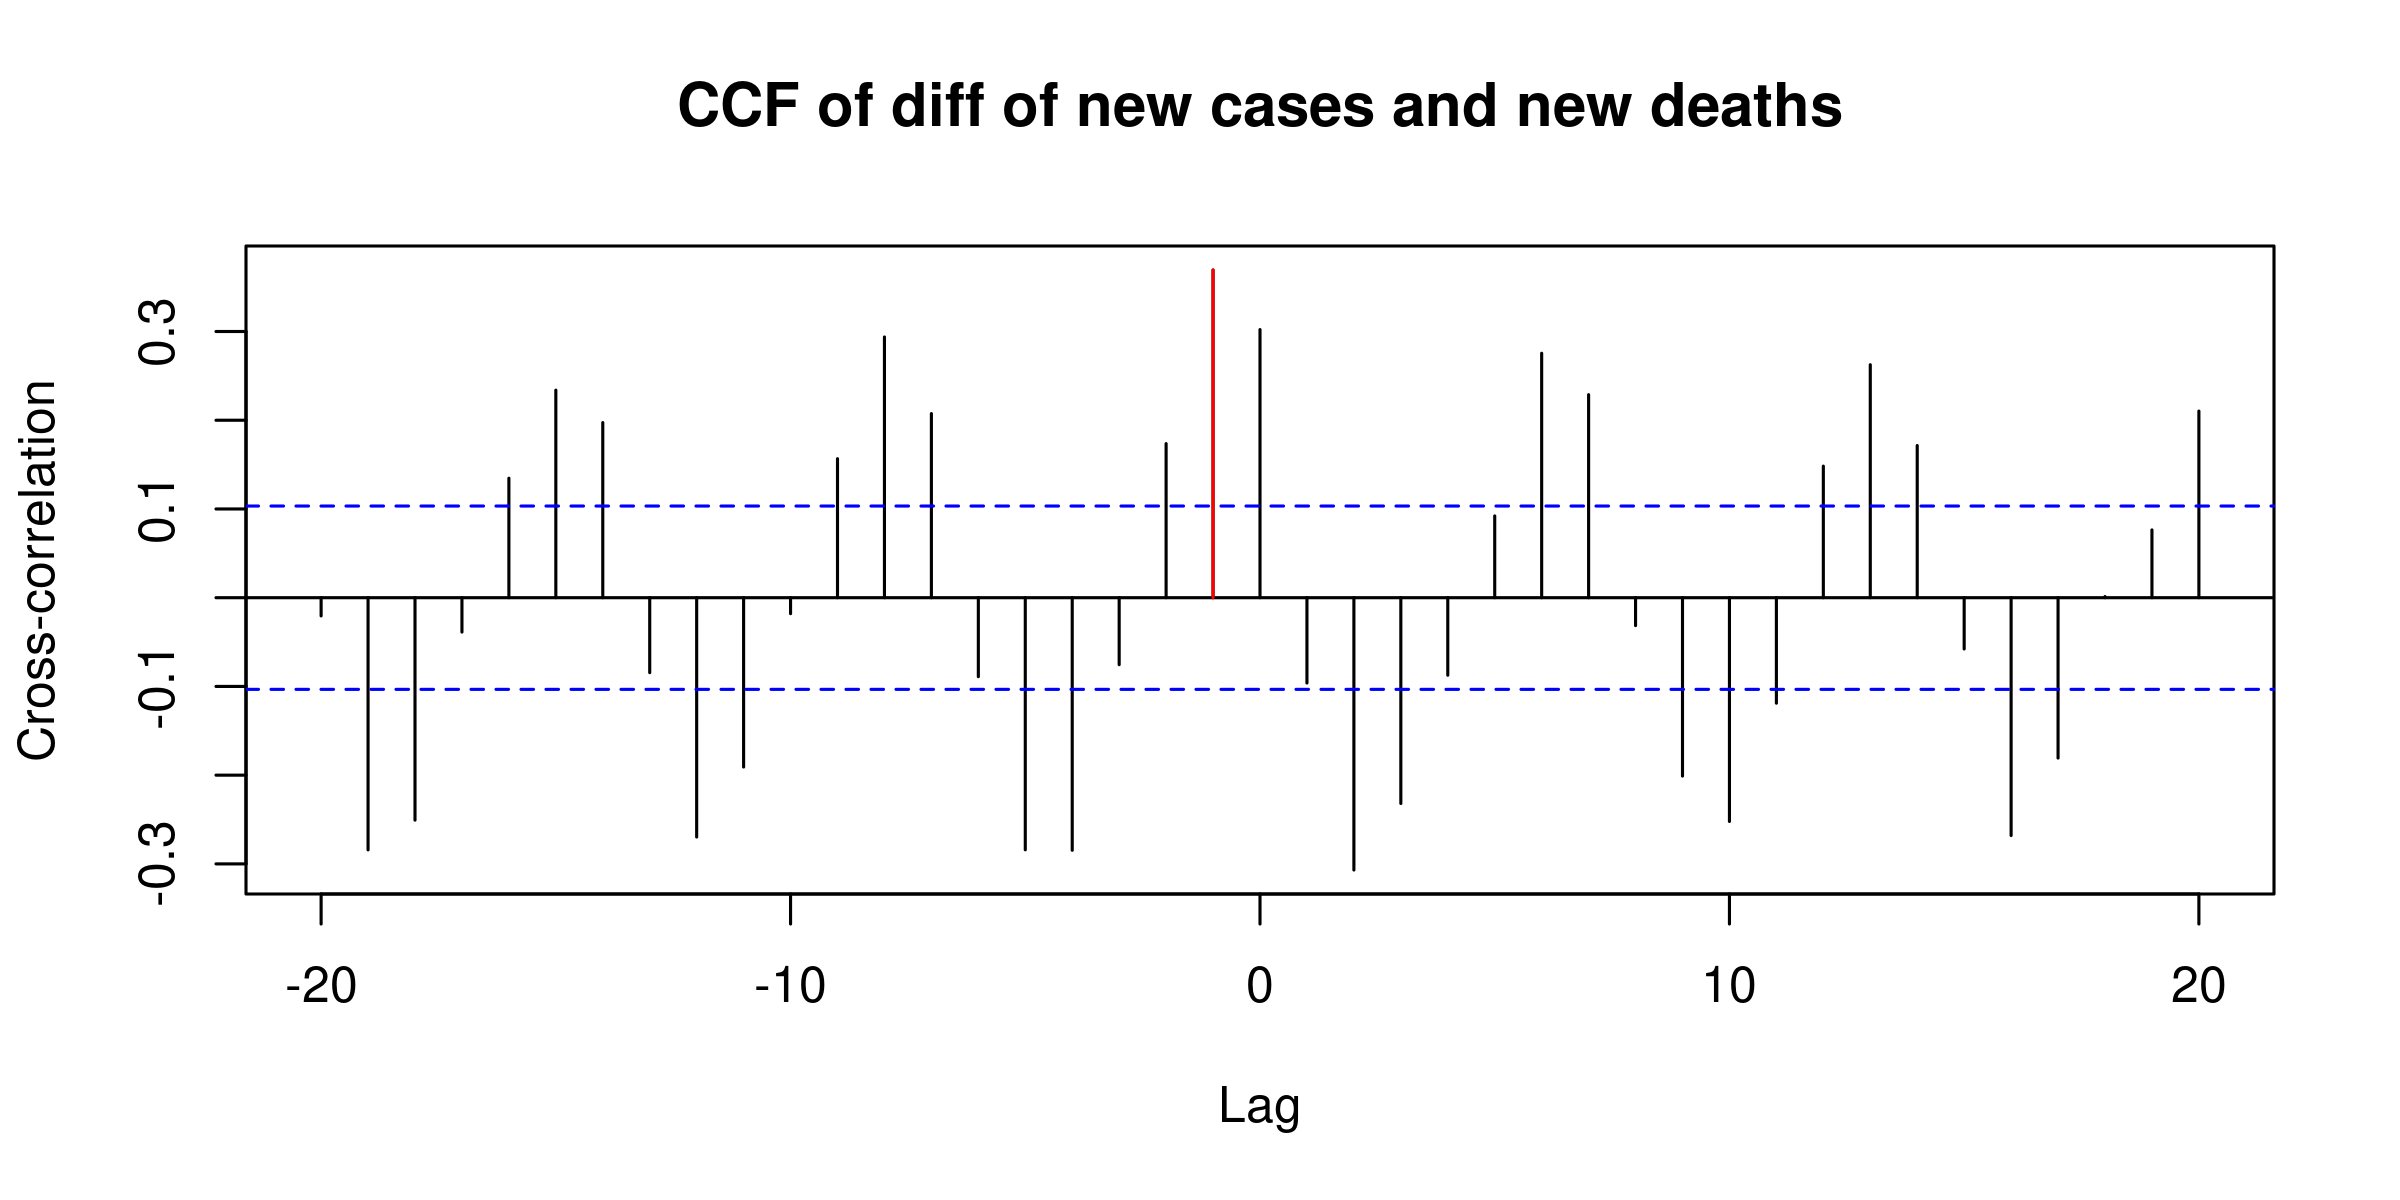 CCF of diff of new cases and new deaths
Cross-correlation
0.3
0.1
-0.1
-0.3
-20 -10 0 10 20
Lag